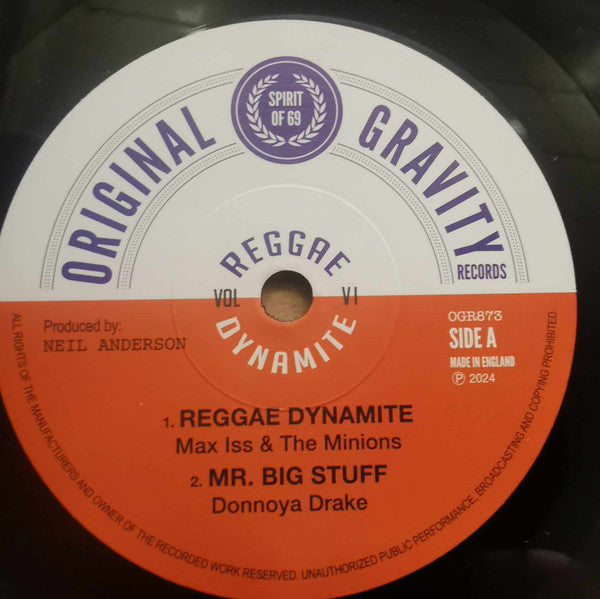 SPIRIT
OF 69
ORIGINAL GRAVITY
RECORDS
REGGAE
VOL VI
DYNAMITE
Produced by:
NEIL ANDERSON
OGR873
SIDE A
MADE IN ENGLAND
Ⓟ 2024
1. REGGAE DYNAMITE
Max Iss & The Minions
2. MR. BIG STUFF
Donnoya Drake
ALL RIGHTS OF THE MANUFACTURERS AND OWNER OF THE RECORDED WORK RESERVED. UNAUTHORIZED PUBLIC PERFORMANCE, BROADCASTING AND COPYING PROHIBITED